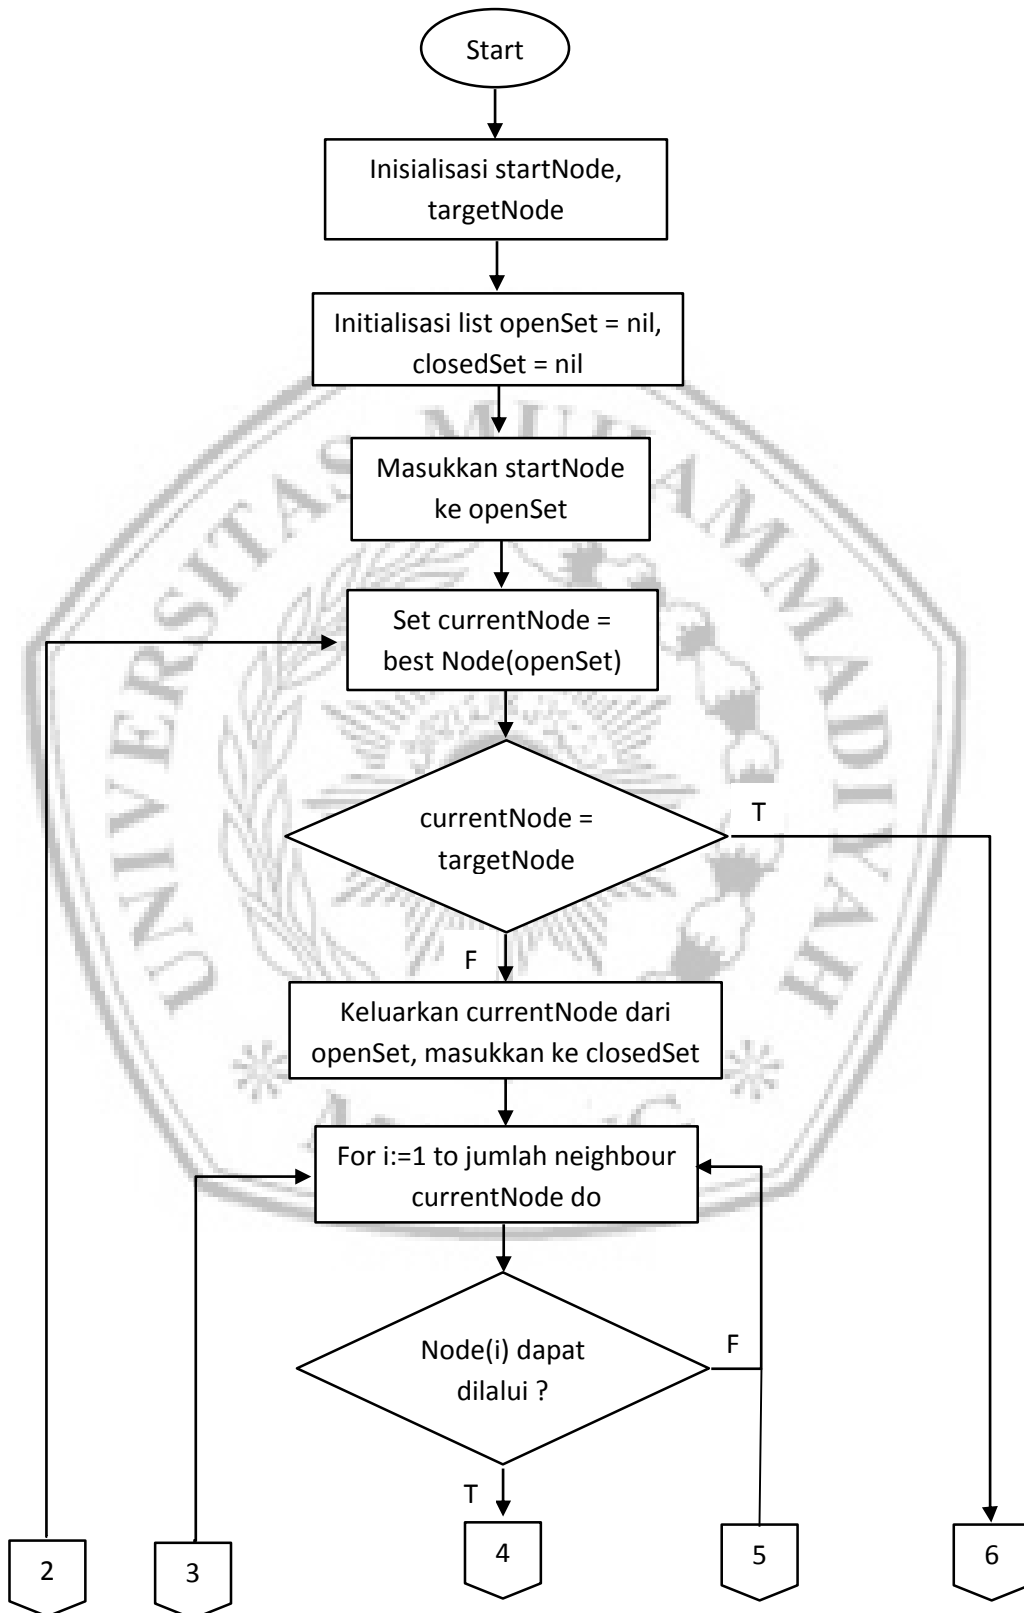 Start
Inisialisasi startNode,
targetNode
Initialisasi list openSet = nil,
closedSet = nil
Masukkan startNode
ke openSet
Set currentNode =
best Node(openSet)
currentNode =
targetNode
T
F
Keluarkan currentNode dari
openSet, masukkan ke closedSet
For i:=1 to jumlah neighbour
currentNode do
Node(i) dapat
dilalui ?
F
T
2
3
4
5
6
UNIVERSITAS MUHAMMADIYAH